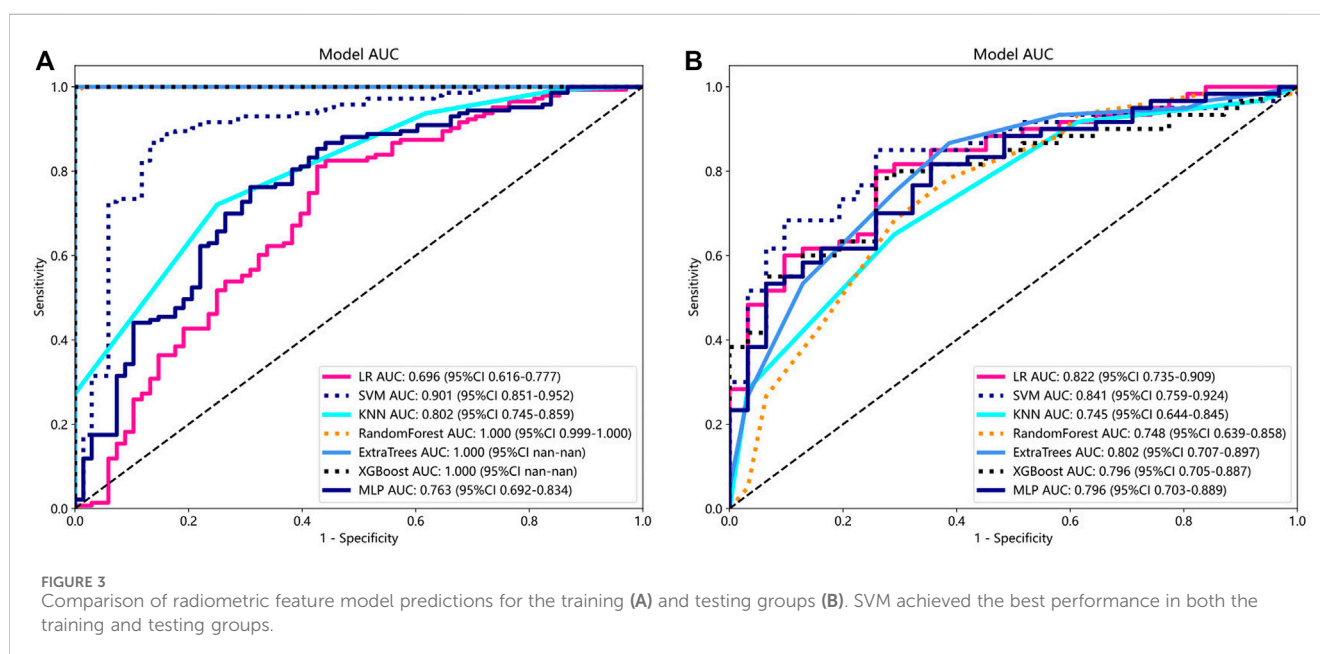 A
Model AUC
1.0
0.8
0.6
0.4
0.2
0.0
Sensitivity
0.0 0.2 0.4 0.6 0.8 1.0
1 - Specificity
LR AUC: 0.696 (95%CI 0.616-0.777)
SVM AUC: 0.901 (95%CI 0.851-0.952)
KNN AUC: 0.802 (95%CI 0.745-0.859)
RandomForest AUC: 1.000 (95%CI 0.999-1.000)
ExtraTrees AUC: 1.000 (95%CI nan-nan)
XGBoost AUC: 1.000 (95%CI nan-nan)
MLP AUC: 0.763 (95%CI 0.692-0.834)
B
Model AUC
1.0
0.8
0.6
0.4
0.2
0.0
Sensitivity
0.0 0.2 0.4 0.6 0.8 1.0
1 - Specificity
LR AUC: 0.822 (95%CI 0.735-0.909)
SVM AUC: 0.841 (95%CI 0.759-0.924)
KNN AUC: 0.745 (95%CI 0.644-0.845)
RandomForest AUC: 0.748 (95%CI 0.639-0.858)
ExtraTrees AUC: 0.802 (95%CI 0.707-0.897)
XGBoost AUC: 0.796 (95%CI 0.705-0.887)
MLP AUC: 0.796 (95%CI 0.703-0.889)
FIGURE 3
Comparison of radiometric feature model predictions for the training (A) and testing groups (B). SVM achieved the best performance in both the
training and testing groups.